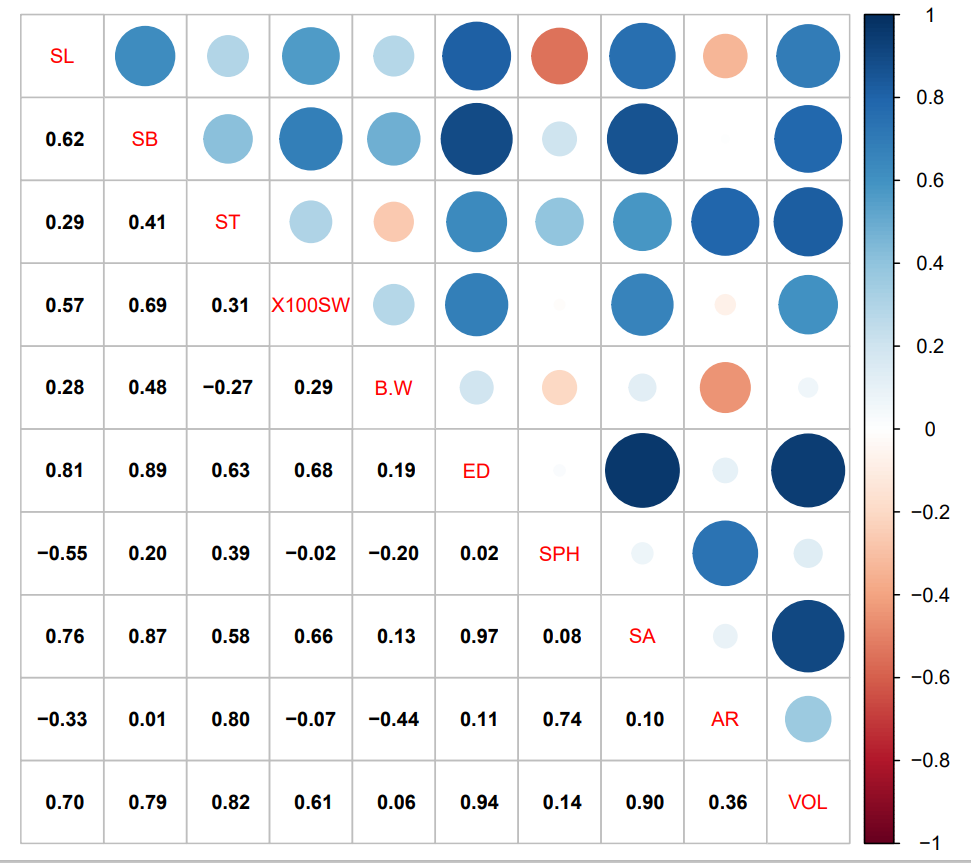 SL
0.62 SB
0.29 0.41 ST
0.57 0.69 0.31 X100SW
0.28 0.48 −0.27 0.29 B.W
0.81 0.89 0.63 0.68 0.19 ED
−0.55 0.20 0.39 −0.02 −0.20 0.02 SPH
0.76 0.87 0.58 0.66 0.13 0.97 0.08 SA
−0.33 0.01 0.80 −0.07 −0.44 0.11 0.74 0.10 AR
0.70 0.79 0.82 0.61 0.06 0.94 0.14 0.90 0.36 VOL
1
0.8
0.6
0.4
0.2
0
−0.2
−0.4
−0.6
−0.8
−1